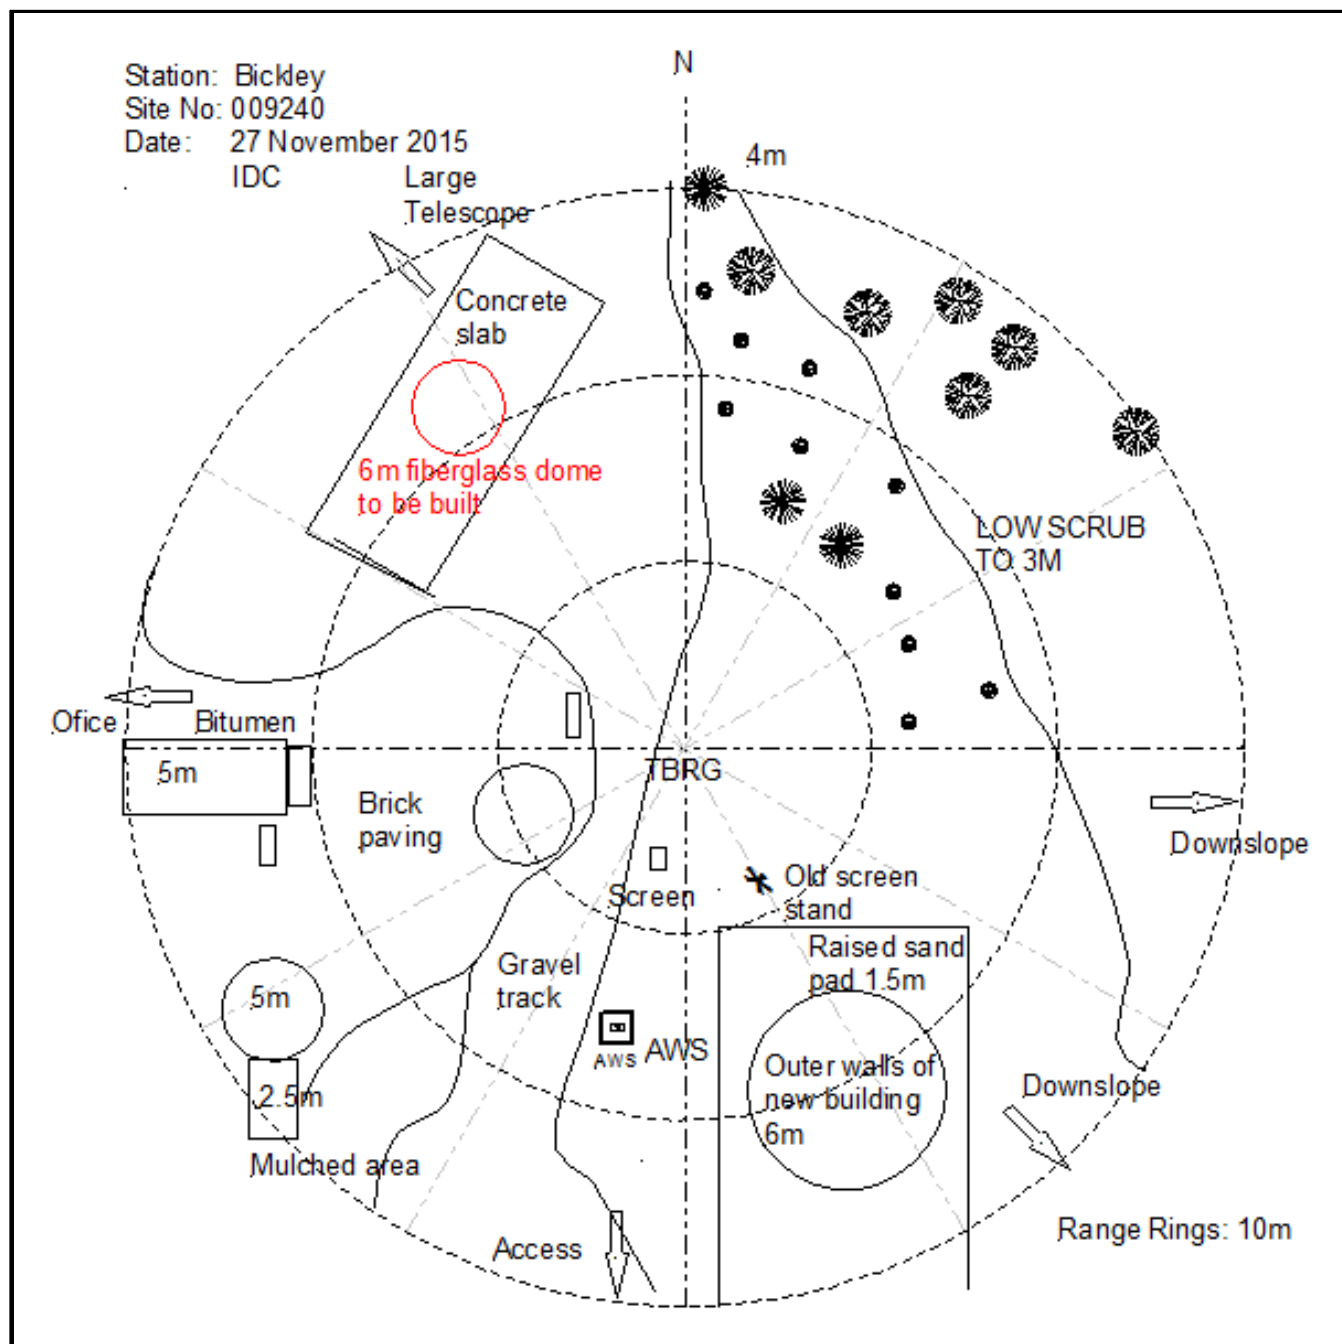 N
Station: Bickley
Site No: 009240
Date: 27 November 2015
IDC
4m
Large
Telescope
Concrete
slab
6m fiberglass dome
to be built
LOW SCRUB
TO 3M
Ofice
Bitumen
5m
TBRG
Brick
paving
Downslope
Screen
Old screen
stand
Raised sand
pad 1.5m
Gravel
track
5m
AWS
AWS
Outer walls of
new building
6m
2.5m
Downslope
Mulched area
Access
Range Rings: 10m